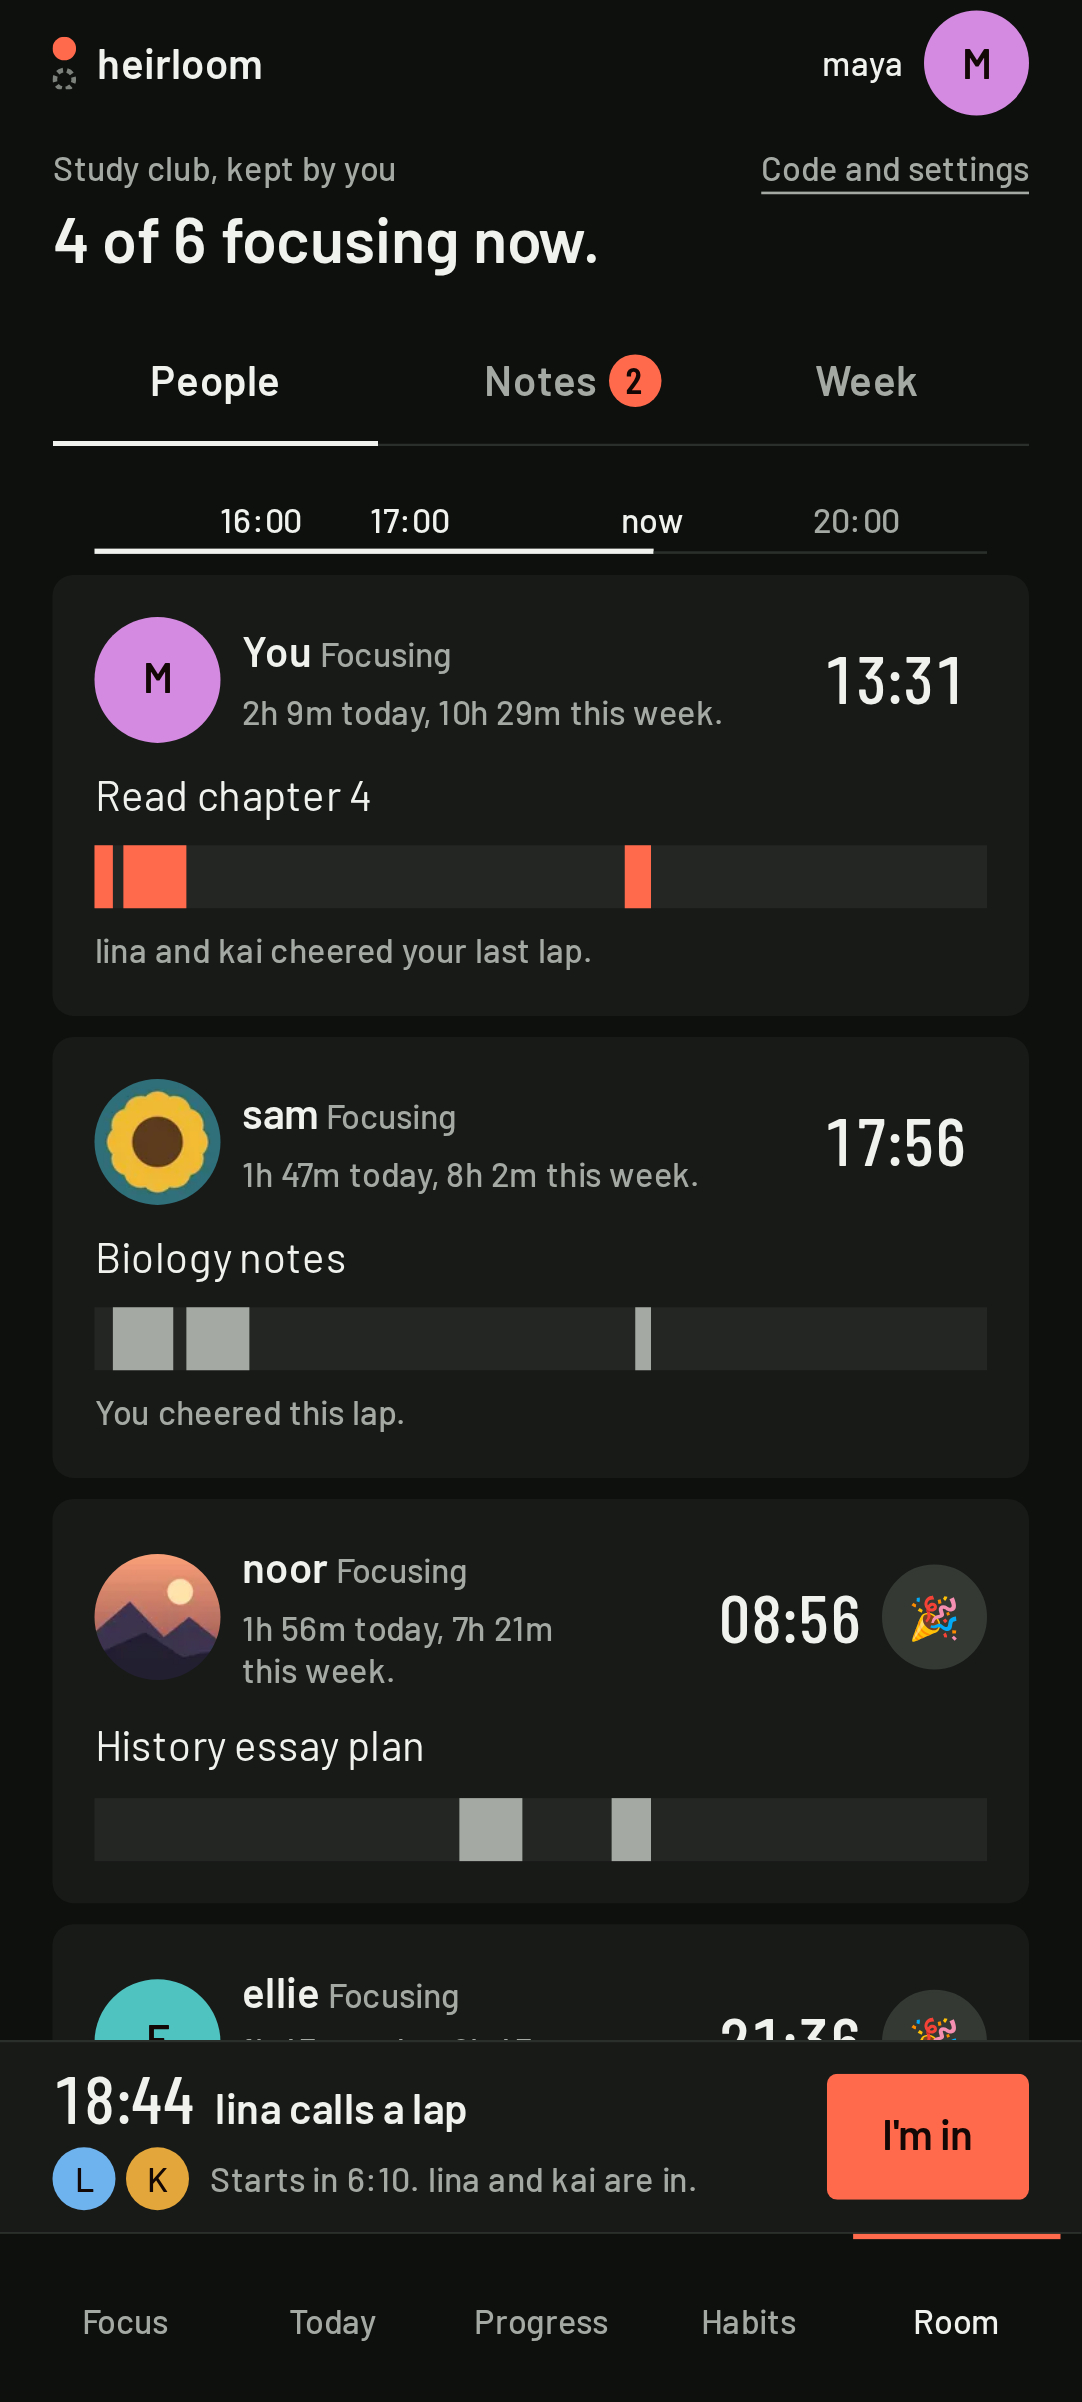 heirloom
maya
M
Study club, kept by you
Code and settings
4 of 6 focusing now.
People
Notes 2
Week
16:00
17:00
now
20:00
M
You Focusing
13:31
2h 9m today, 10h 29m this week.
Read chapter 4
lina and kai cheered your last lap.
sam Focusing
17:56
1h 47m today, 8h 2m this week.
Biology notes
You cheered this lap.
noor Focusing
08:56
1h 56m today, 7h 21m
this week.
History essay plan
ellie Focusing
21:36
18:44 lina calls a lap
I'm in
L K Starts in 6:10. lina and kai are in.
Focus
Today
Progress
Habits
Room